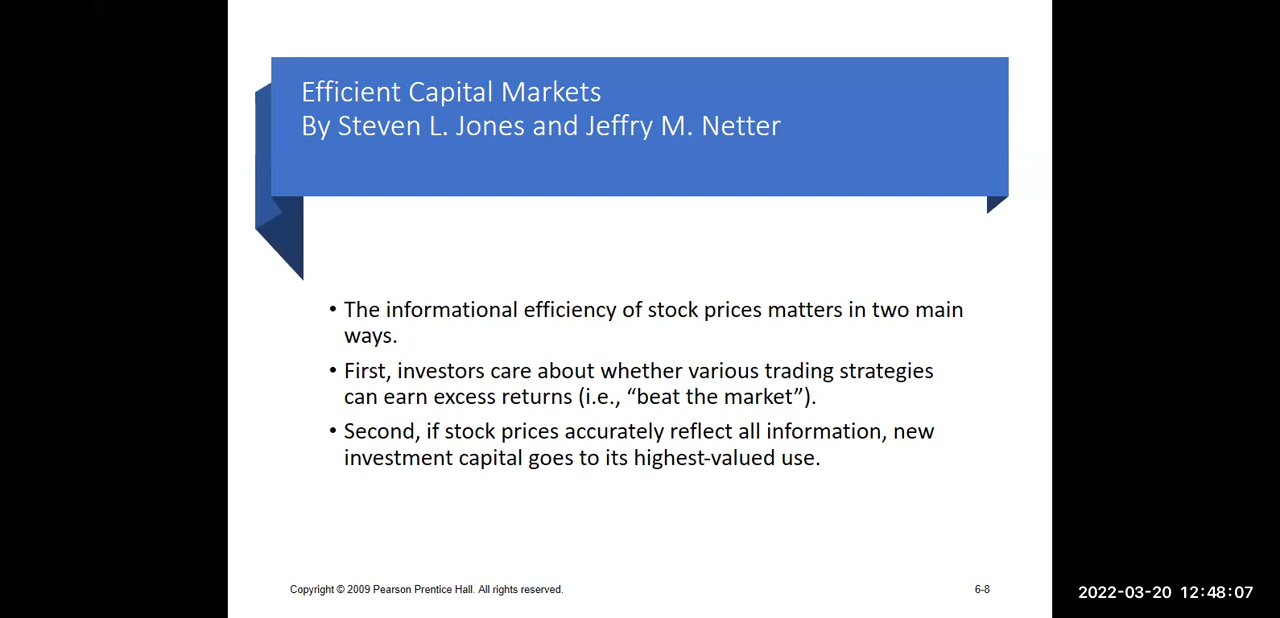 Efficient Capital Markets
By Steven L. Jones and Jeffry M. Netter
• The informational efficiency of stock prices matters in two main
ways.
• First, investors care about whether various trading strategies
can earn excess returns (i.e., “beat the market”).
• Second, if stock prices accurately reflect all information, new
investment capital goes to its highest-valued use.
Copyright © 2009 Pearson Prentice Hall. All rights reserved.
6-8
2022-03-20 12:48:07